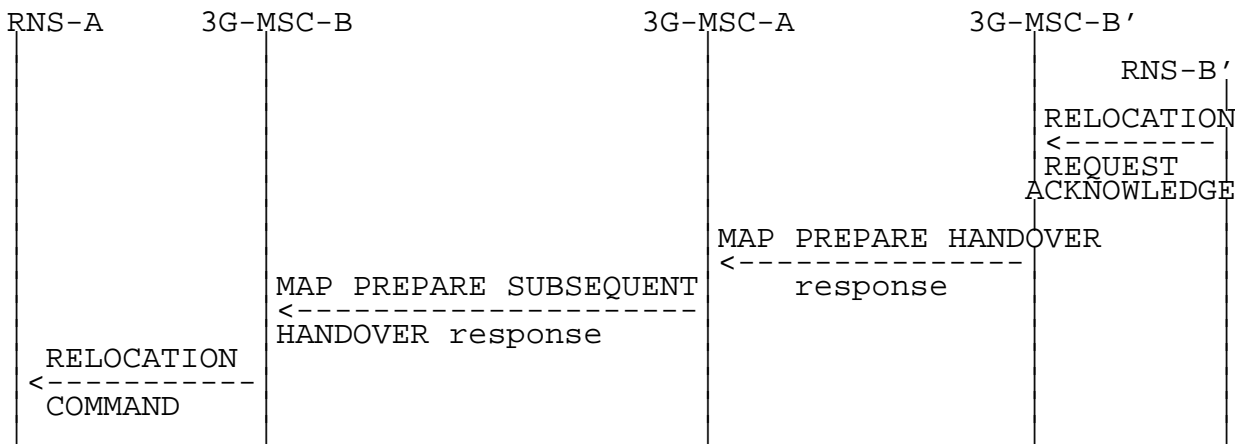 RNS-A 3G-MSC-B 3G-MSC-A 3G-MSC-B'
RNS-B'
RELOCATION
REQUEST
ACKNOWLEDGE
MAP PREPARE HANDOVER
response
MAP PREPARE SUBSEQUENT
HANDOVER response
RELOCATION
COMMAND